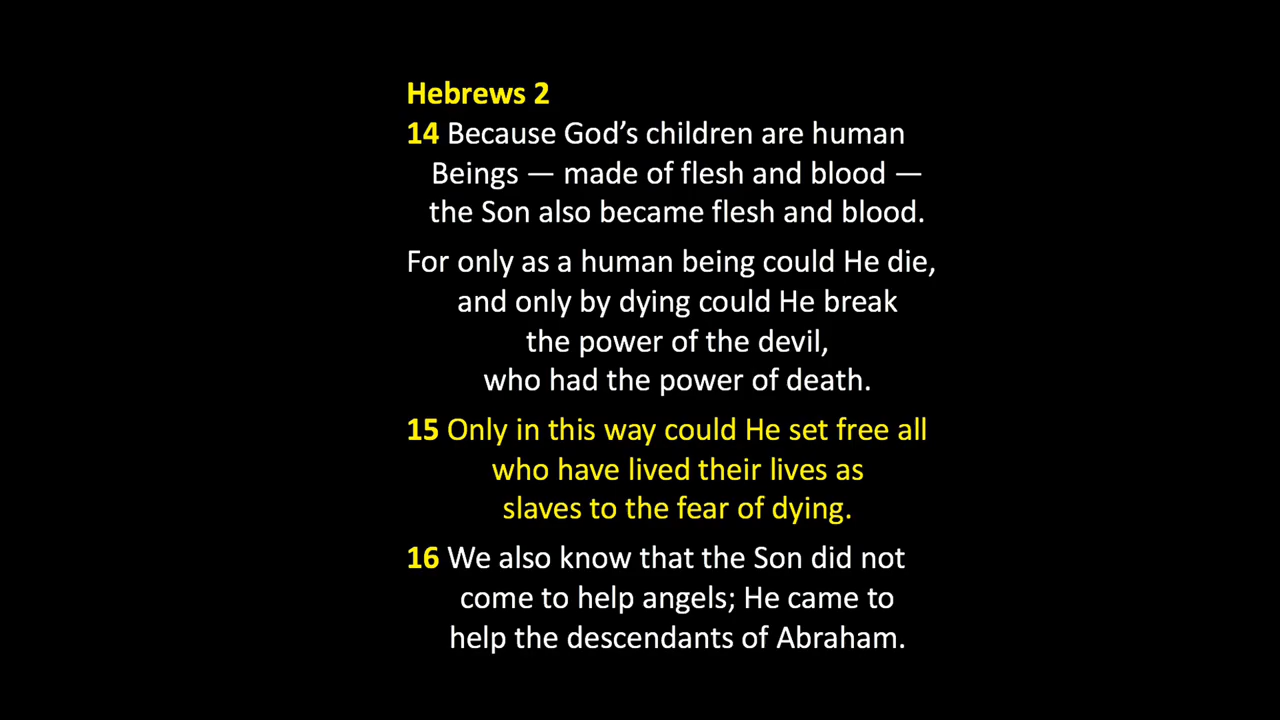 Hebrews 2
14 Because God’s children are human
Beings — made of flesh and blood —
the Son also became flesh and blood.
For only as a human being could He die,
and only by dying could He break
the power of the devil,
who had the power of death.
15 Only in this way could He set free all
who have lived their lives as
slaves to the fear of dying.
16 We also know that the Son did not
come to help angels; He came to
help the descendants of Abraham.